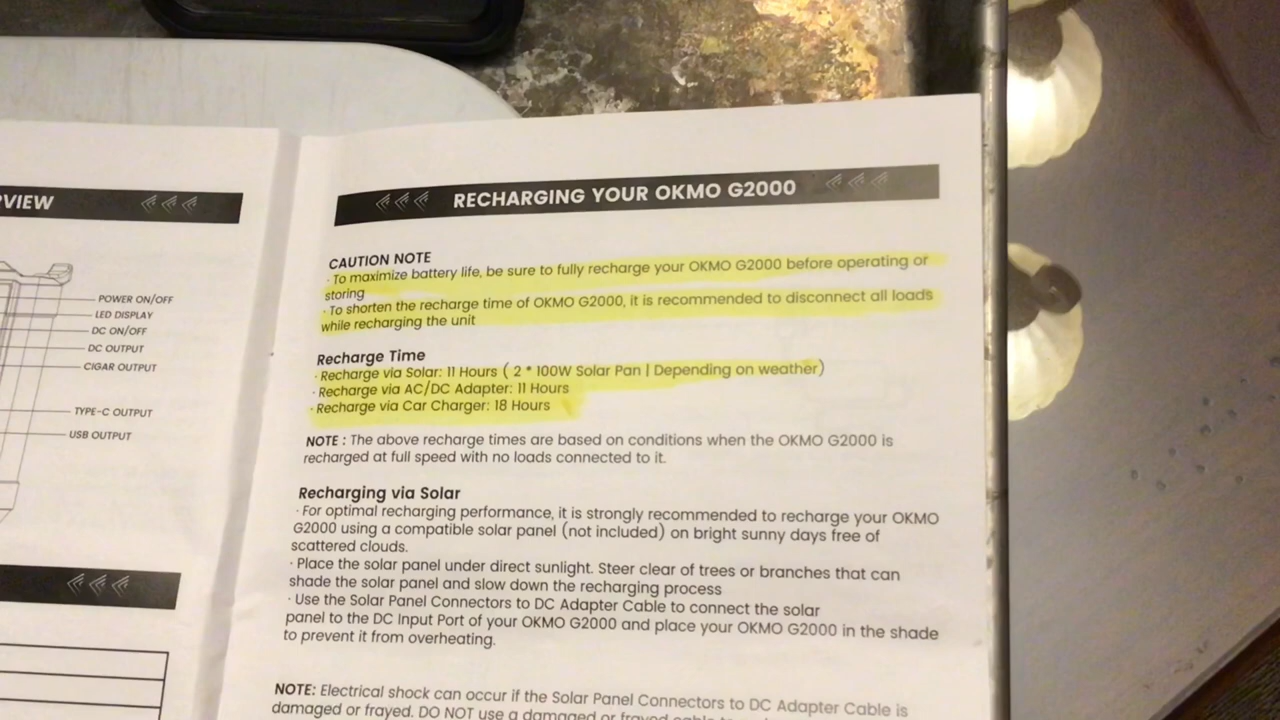 RVIEW
POWER ON/OFF
LED DISPLAY
DC ON/OFF
DC OUTPUT
CIGAR OUTPUT
TYPE-C OUTPUT
USB OUTPUT
RECHARGING YOUR OKMO G2000
CAUTION NOTE
· To maximize battery life, be sure to fully recharge your OKMO G2000 before operating or
storing
· To shorten the recharge time of OKMO G2000, it is recommended to disconnect all loads
while recharging the unit
Recharge Time
· Recharge via Solar: 11 Hours ( 2 * 100W Solar Pan | Depending on weather)
· Recharge via AC/DC Adapter: 11 Hours
· Recharge via Car Charger: 18 Hours
NOTE : The above recharge times are based on conditions when the OKMO G2000 is
recharged at full speed with no loads connected to it.
Recharging via Solar
· For optimal recharging performance, it is strongly recommended to recharge your OKMO
G2000 using a compatible solar panel (not included) on bright sunny days free of
scattered clouds.
· Place the solar panel under direct sunlight. Steer clear of trees or branches that can
shade the solar panel and slow down the recharging process
· Use the Solar Panel Connectors to DC Adapter Cable to connect the solar
panel to the DC Input Port of your OKMO G2000 and place your OKMO G2000 in the shade
to prevent it from overheating.
NOTE: Electrical shock can occur if the Solar Panel Connectors to DC Adapter Cable is
damaged or frayed. DO NOT use a damaged or frayed cable